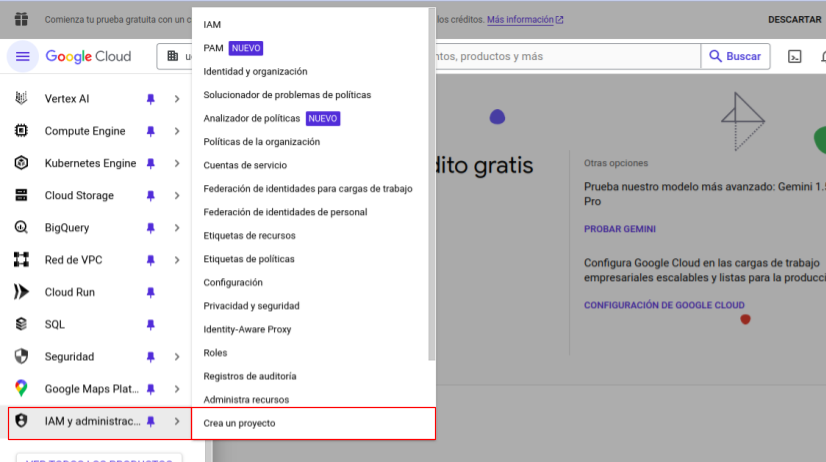 Comienza tu prueba gratuita con un c
los créditos. Más información
DESCARTAR
Google Cloud
tos, productos y más
Buscar
Vertex AI
Compute Engine
Kubernetes Engine
Cloud Storage
BigQuery
Red de VPC
Cloud Run
SQL
Seguridad
Google Maps Plat...
IAM y administrac...
VER TODOS LOS PRODUCTOS
IAM
PAM NUEVO
Identidad y organización
Solucionador de problemas de políticas
Analizador de políticas NUEVO
Políticas de la organización
Cuentas de servicio
Federación de identidades para cargas de trabajo
Federación de identidades de personal
Etiquetas de recursos
Etiquetas de políticas
Configuración
Privacidad y seguridad
Identity-Aware Proxy
Roles
Registros de auditoría
Administra recursos
Crea un proyecto
dito gratis
Otras opciones
Prueba nuestro modelo más avanzado: Gemini 1.5
Pro
PROBAR GEMINI
Configura Google Cloud en las cargas de trabajo
empresariales escalables y listas para la producci
CONFIGURACIÓN DE GOOGLE CLOUD